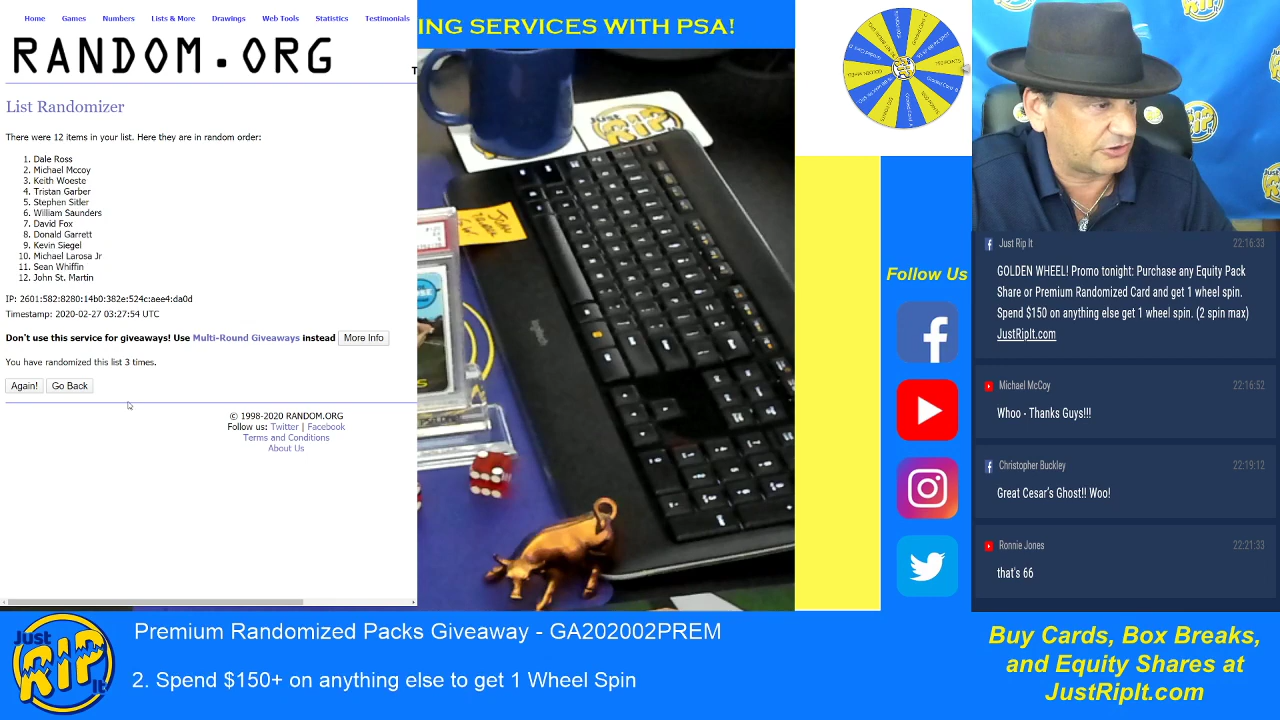 Home Games Numbers Lists & More Drawings Web Tools Statistics Testimonials
RANDOM.ORG
T
List Randomizer
There were 12 items in your list. Here they are in random order:
1. Dale Ross
2. Michael Mccoy
3. Keith Woeste
4. Tristan Garber
5. Stephen Sitler
6. William Saunders
7. David Fox
8. Donald Garrett
9. Kevin Siegel
10. Michael Larosa Jr
11. Sean Whiffin
12. John St. Martin
IP: 2601:582:8280:14b0:382e:524c:aee4:da0d
Timestamp: 2020-02-27 03:27:54 UTC
Don't use this service for giveaways! Use Multi-Round Giveaways instead More Info
You have randomized this list 3 times.
Again! Go Back
© 1998-2020 RANDOM.ORG
Follow us: Twitter | Facebook
Terms and Conditions
About Us
ING SERVICES WITH PSA!
Just
RIP
Follow Us
Just Rip It 22:16:33
GOLDEN WHEEL! Promo tonight: Purchase any Equity Pack
Share or Premium Randomized Card and get 1 wheel spin.
Spend $150 on anything else get 1 wheel spin. (2 spin max)
JustRipIt.com
Michael McCoy 22:16:52
Whoo - Thanks Guys!!!
Christopher Buckley 22:19:12
Great Cesar's Ghost!! Woo!
Ronnie Jones 22:21:33
that's 66
Just
RIP
It
Premium Randomized Packs Giveaway - GA202002PREM
2. Spend $150+ on anything else to get 1 Wheel Spin
Buy Cards, Box Breaks,
and Equity Shares at
JustRipIt.com